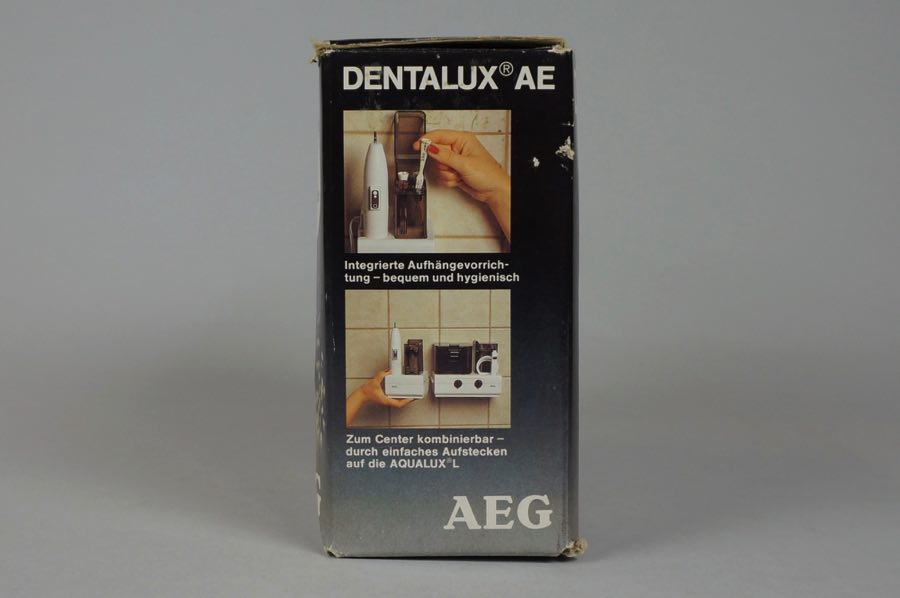 DENTALUX® AE
Integrierte Aufhängevorrich-
tung – bequem und hygienisch
Zum Center kombinierbar –
durch einfaches Aufstecken
auf die AQUALUX® L
AEG